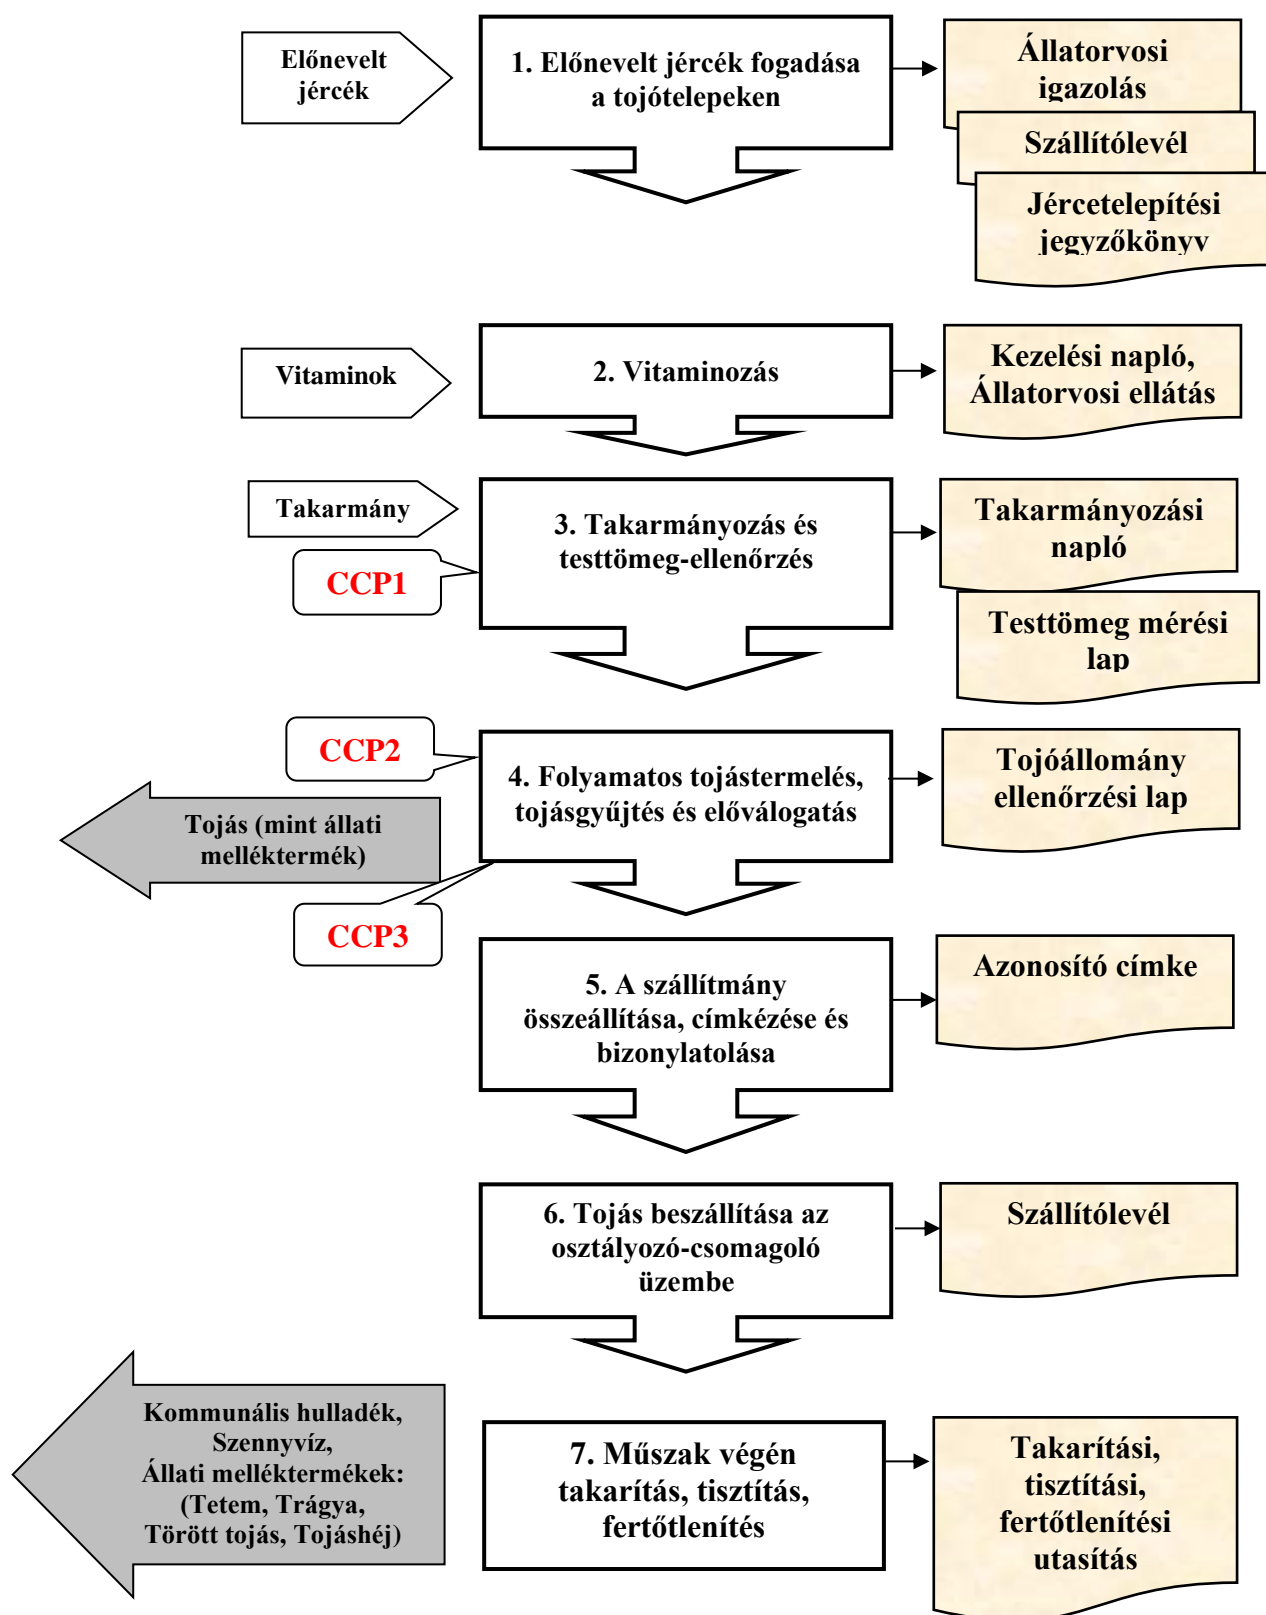 Előnevelt
jércék
1. Előnevelt jércék fogadása
a tojótelepeken
Állatorvosi
igazolás
Szállítólevél
Jércetelepítési
jegyzőkönyv
Vitaminok
2. Vitaminozás
Kezelési napló,
Állatorvosi ellátás
Takarmány
CCP1
3. Takarmányozás és
testtömeg-ellenőrzés
Takarmányozási
napló
Testtömeg mérési
lap
CCP2
4. Folyamatos tojástermelés,
tojásgyűjtés és előválogatás
Tojóállomány
ellenőrzési lap
Tojás (mint állati
melléktermék)
CCP3
5. A szállítmány
összeállítása, címkézése és
bizonylatolása
Azonosító címke
6. Tojás beszállítása az
osztályozó-csomagoló
üzembe
Szállítólevél
Kommunális hulladék,
Szennyvíz,
Állati melléktermékek:
(Tetem, Trágya,
Törött tojás, Tojáshéj)
7. Műszak végén
takarítás, tisztítás,
fertőtlenítés
Takarítási,
tisztítási,
fertőtlenítési
utasítás